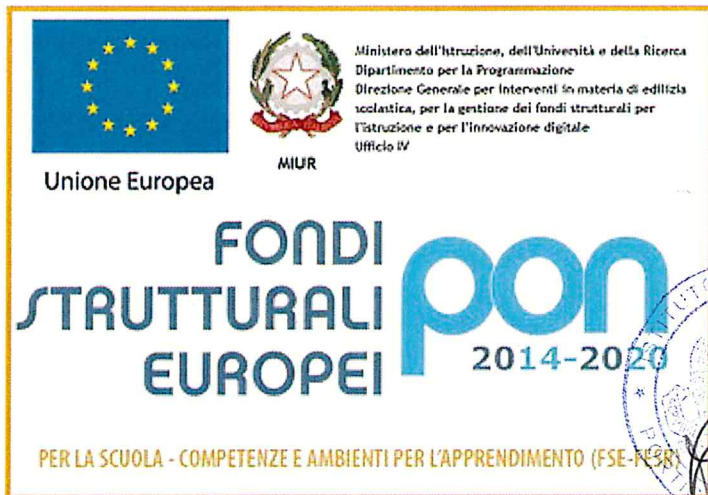 Unione Europea
MIUR
Ministero dell'Istruzione, dell'Università e della Ricerca
Dipartimento per la Programmazione
Direzione Generale per interventi in materia di edilizia
scolastica, per la gestione dei fondi strutturali per
l'istruzione e per l'innovazione digitale
Ufficio IV
FONDI
STRUTTURALI
EUROPEI
pon
2014-2020
PER LA SCUOLA - COMPETENZE E AMBIENTI PER L'APPRENDIMENTO (FSE-FESR)